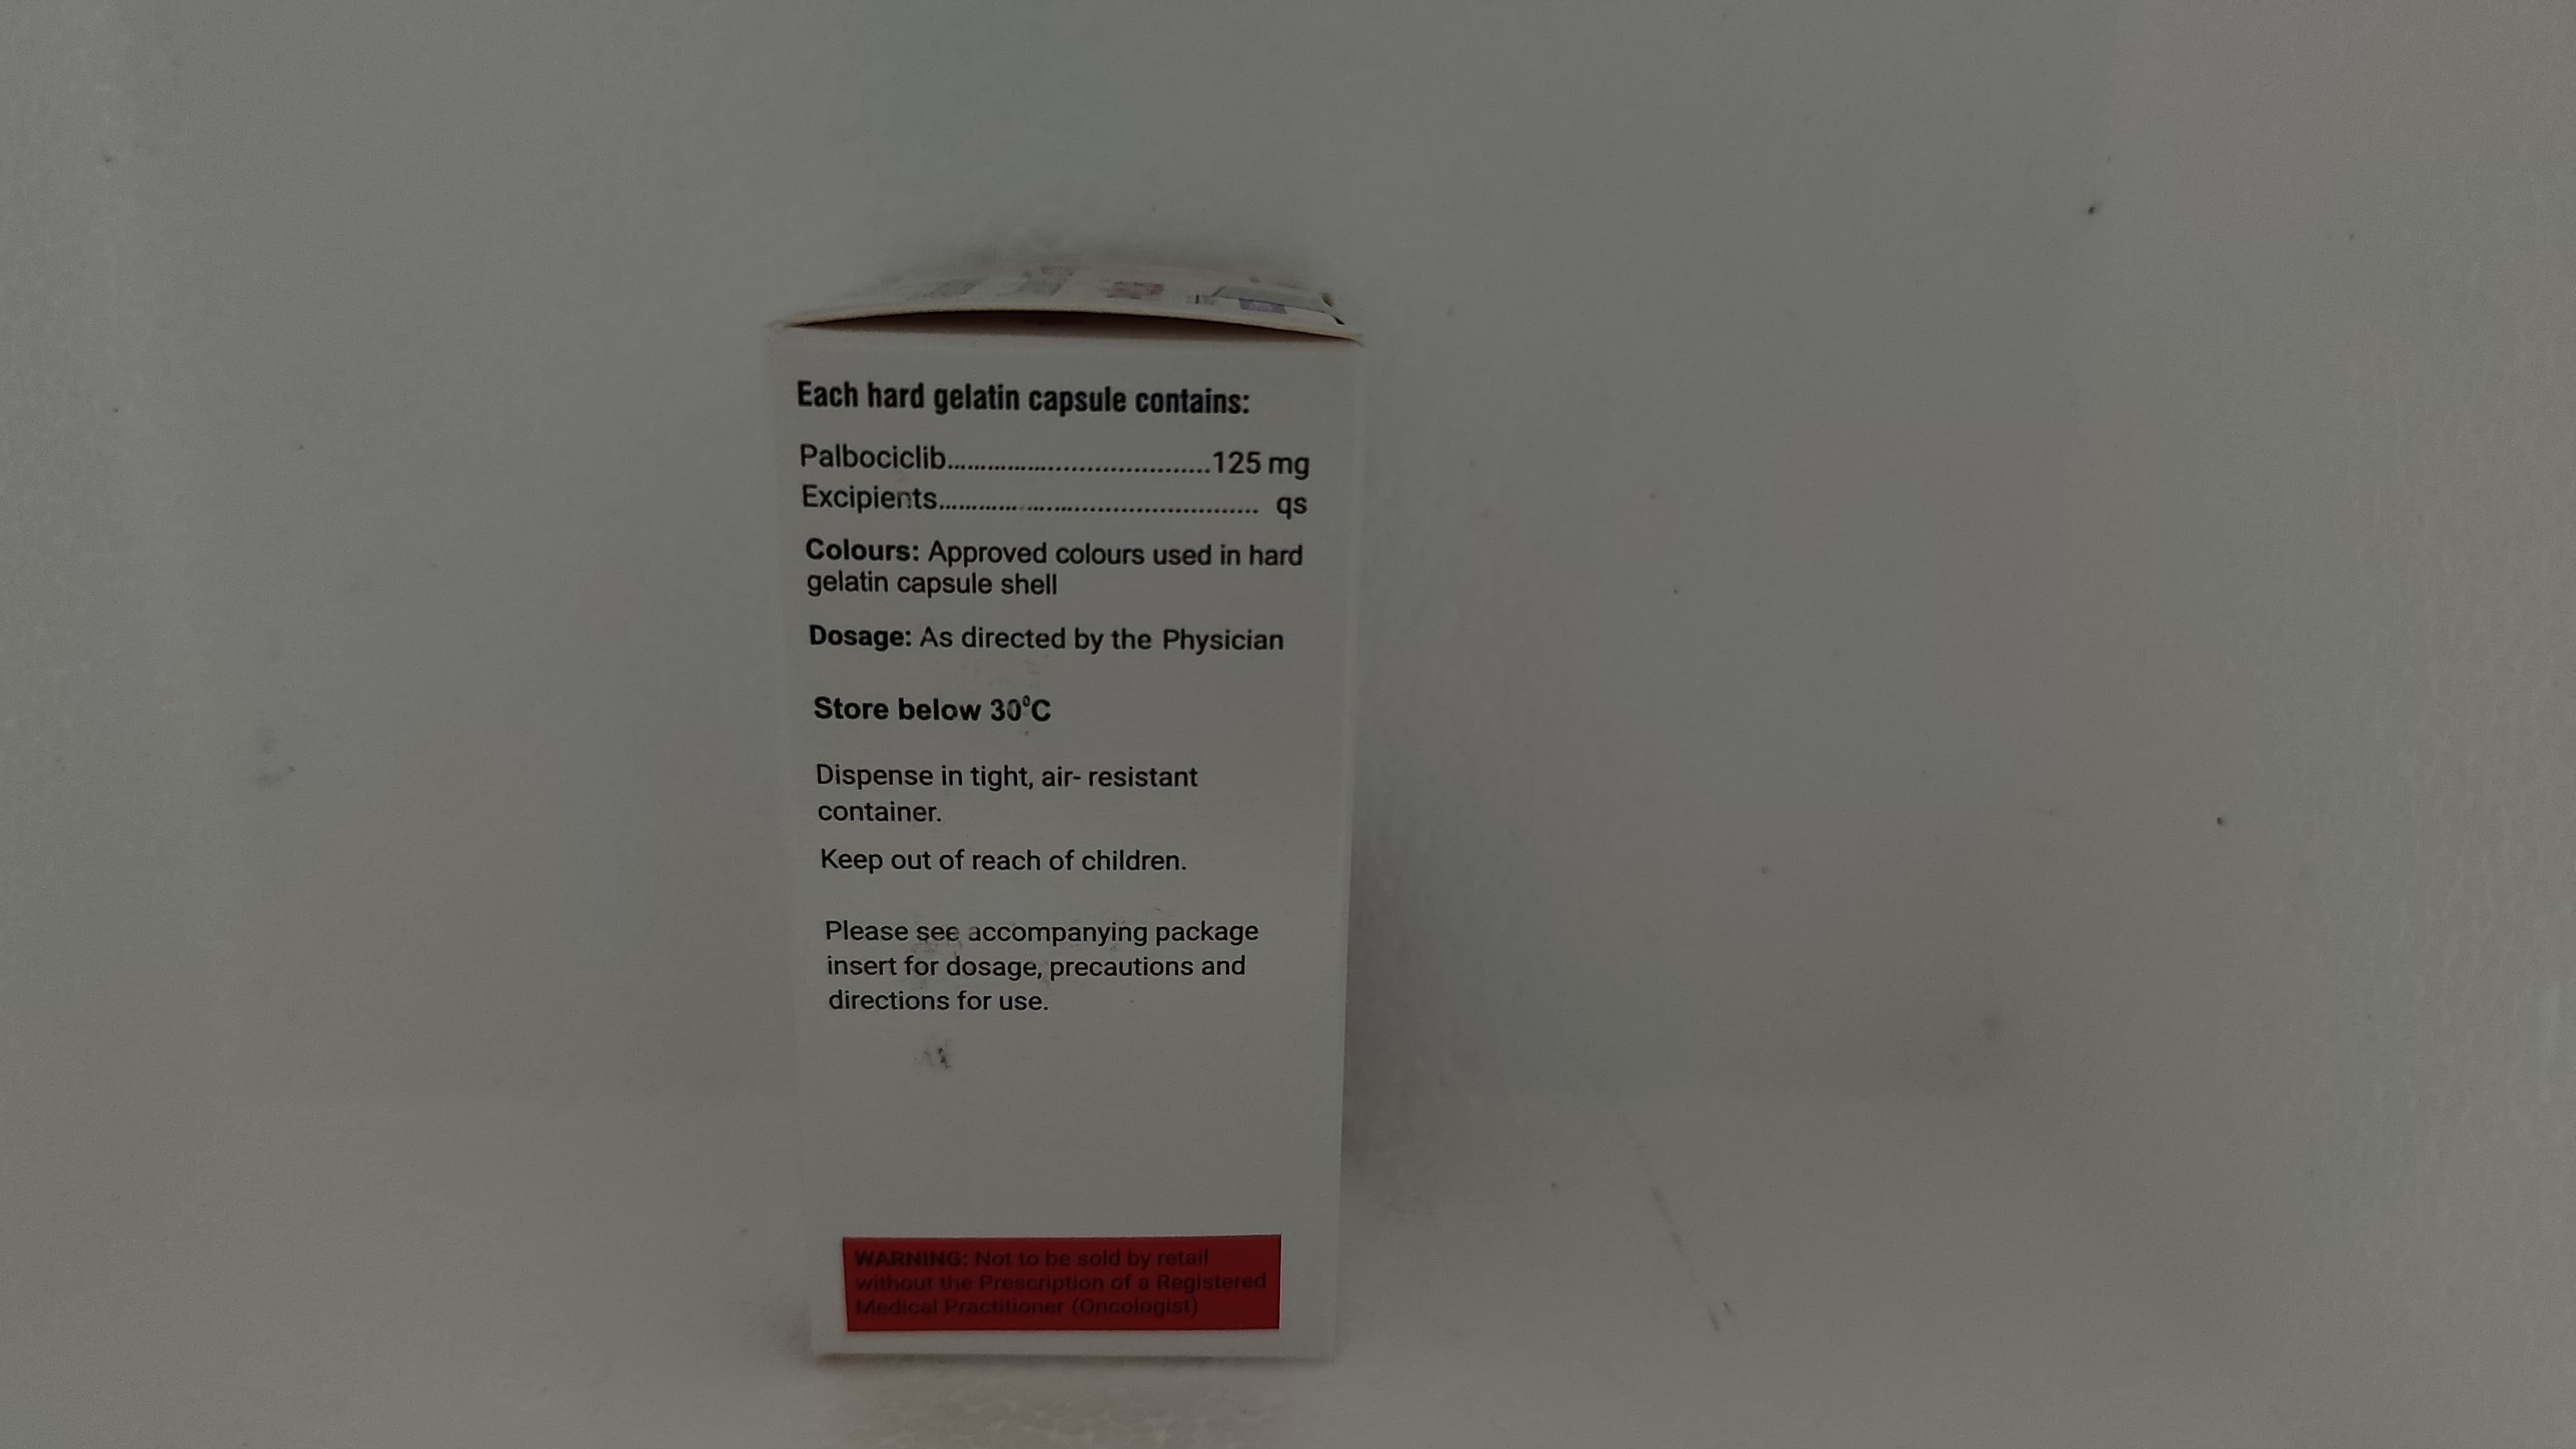 Each hard gelatin capsule contains:
Palbociclib.......................................125 mg
Excipients............................................... qs
Colours: Approved colours used in hard
gelatin capsule shell
Dosage: As directed by the Physician
Store below 30°C
Dispense in tight, air- resistant
container.
Keep out of reach of children.
Please see accompanying package
insert for dosage, precautions and
directions for use.
WARNING: Not to be sold by retail
without the Prescription of a Registered
Medical Practitioner (Oncologist)